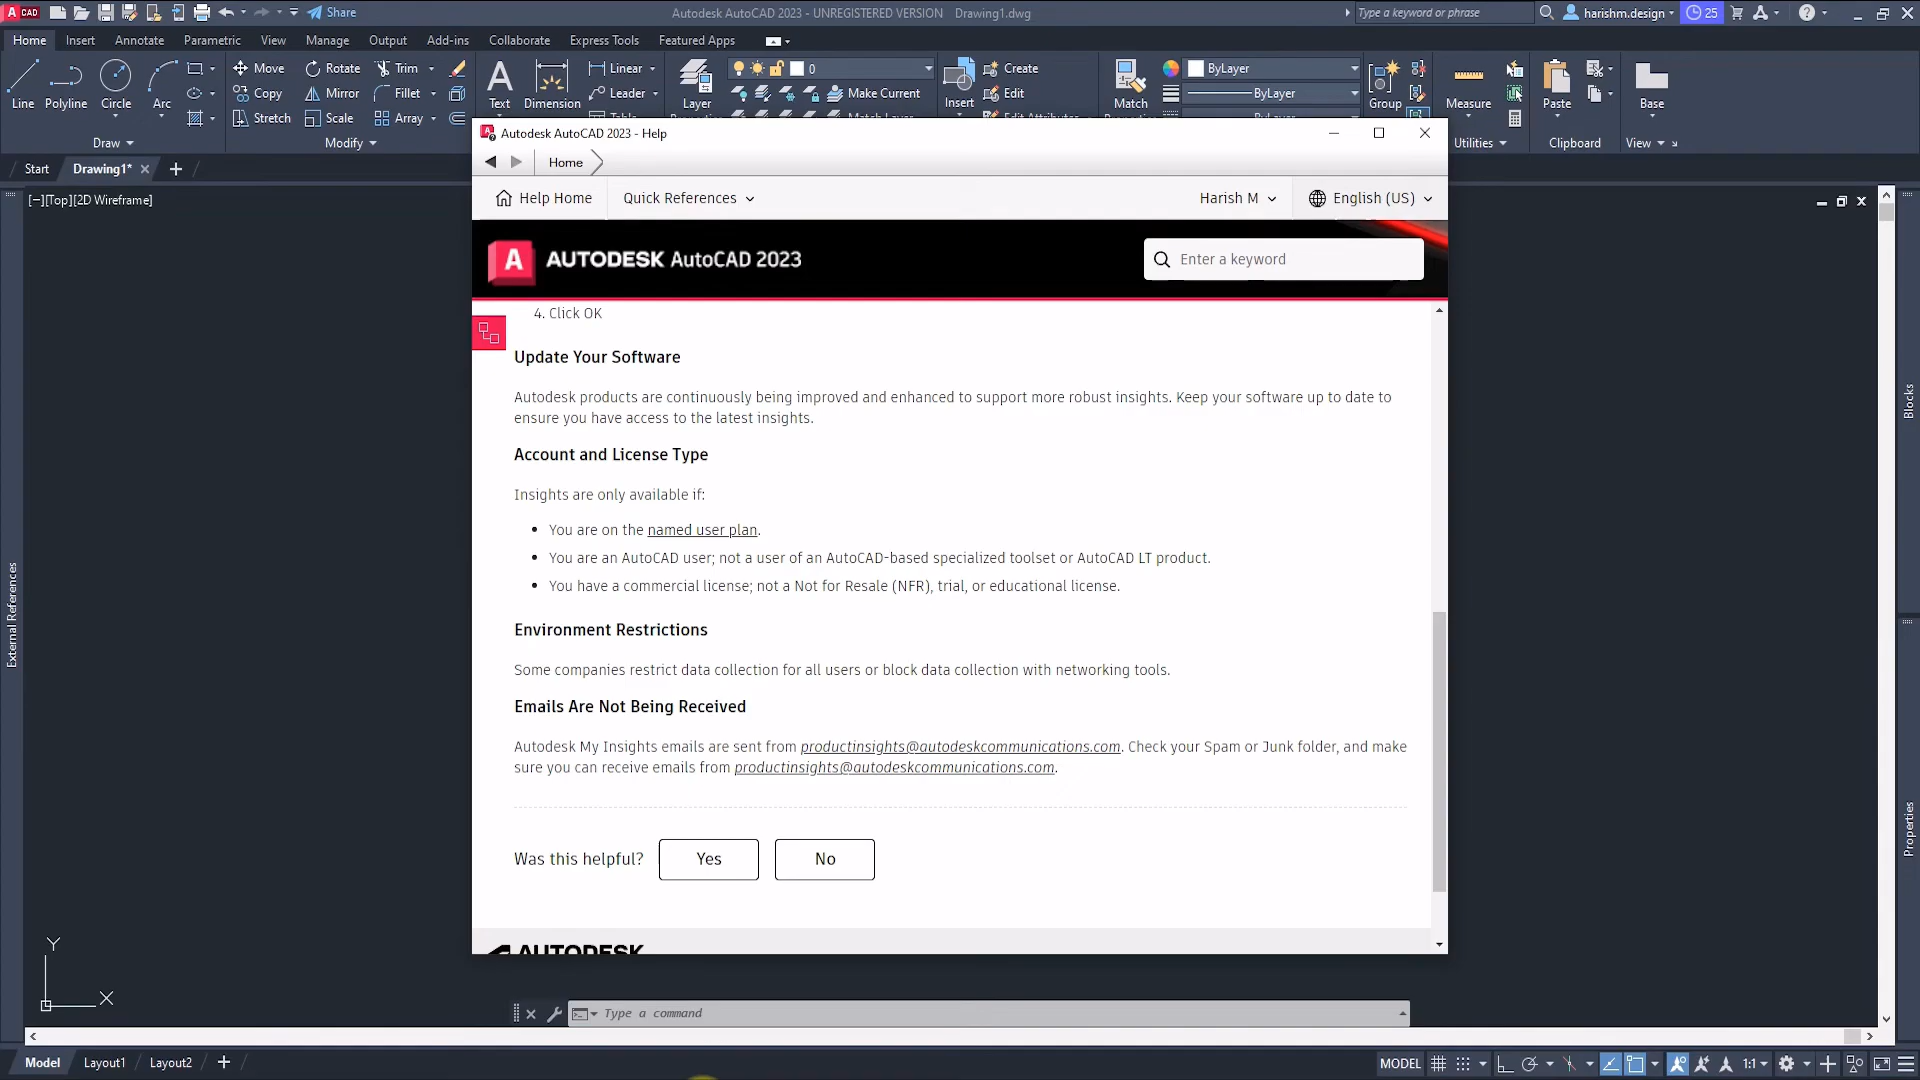 CAD
Share
Autodesk AutoCAD 2023 - UNREGISTERED VERSION Drawing1.dwg
Type a keyword or phrase
harishm.design
25
Home Insert Annotate Parametric View Manage Output Add-ins Collaborate Express Tools Featured Apps
Line Polyline Circle Arc
Move Rotate Trim
Copy Mirror Fillet
Stretch Scale Array
Text Dimension
Linear
Leader
Table
Layer
Properties
0
Make Current
Match Layer
Insert
Create
Edit
Edit Attributes
Match
Properties
ByLayer
ByLayer
ByLayer
Group
Measure
Paste
Base
Draw
Modify
Utilities
Clipboard
View
Start
Drawing1*
[−][Top][2D Wireframe]
External References
Blocks
Properties
Autodesk AutoCAD 2023 - Help
Home
Help Home
Quick References
Harish M
English (US)
A AUTODESK AutoCAD 2023
Enter a keyword
4. Click OK
Update Your Software
Autodesk products are continuously being improved and enhanced to support more robust insights. Keep your software up to date to
ensure you have access to the latest insights.
Account and License Type
Insights are only available if:
• You are on the named user plan.
• You are an AutoCAD user; not a user of an AutoCAD-based specialized toolset or AutoCAD LT product.
• You have a commercial license; not a Not for Resale (NFR), trial, or educational license.
Environment Restrictions
Some companies restrict data collection for all users or block data collection with networking tools.
Emails Are Not Being Received
Autodesk My Insights emails are sent from productinsights@autodeskcommunications.com. Check your Spam or Junk folder, and make
sure you can receive emails from productinsights@autodeskcommunications.com.
Was this helpful?
Yes
No
AUTODESK
Y
X
Type a command
Model Layout1 Layout2
MODEL
1:1